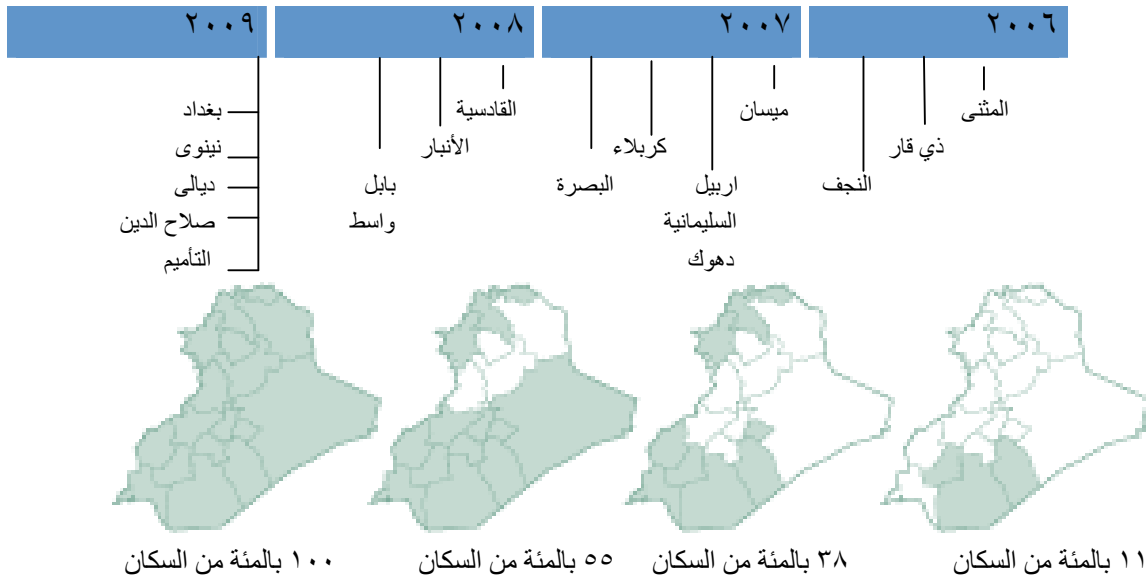 ٢٠٠٦
٢٠٠٧
٢٠٠٨
٢٠٠٩
المثنى
ذي قار
النجف
ميسان
اربيل
السليمانية
دهوك
كربلاء
البصرة
القادسية
الأنبار
بابل
واسط
بغداد
نينوى
ديالى
صلاح الدين
التأميم
١١ بالمئة من السكان
٣٨ بالمئة من السكان
٥٥ بالمئة من السكان
١٠٠ بالمئة من السكان